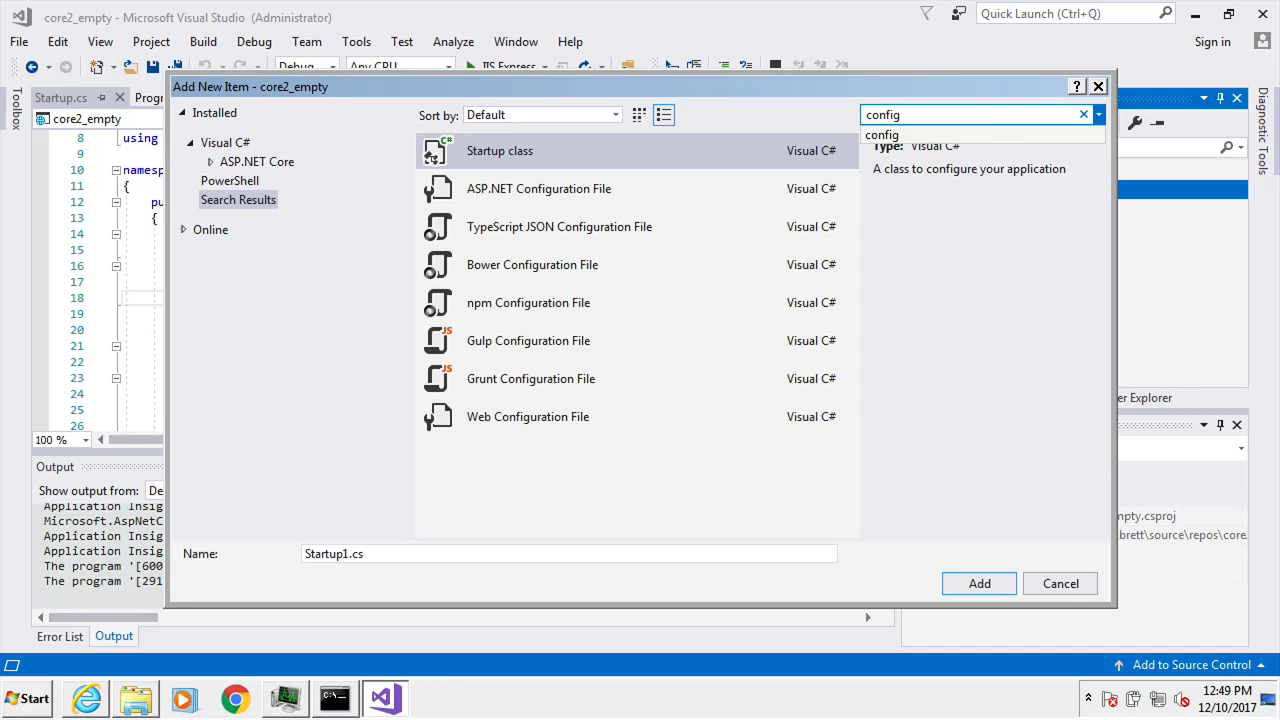 core2_empty - Microsoft Visual Studio (Administrator)
Quick Launch (Ctrl+Q)
File Edit View Project Build Debug Team Tools Test Analyze Window Help
Sign in
Debug Any CPU IIS Express
Toolbox
Startup.cs
Progr
core2_empty
8 using
9
10 namesp
11 {
12 pu
13 {
14
15
16
17
18
19
20
21
22
23
24
25
26
100 %
Add New Item - core2_empty
?
Installed
Visual C#
ASP.NET Core
PowerShell
Search Results
Online
Sort by: Default
config
config
Type: Visual C#
A class to configure your application
Startup class Visual C#
ASP.NET Configuration File Visual C#
TypeScript JSON Configuration File Visual C#
Bower Configuration File Visual C#
npm Configuration File Visual C#
Gulp Configuration File Visual C#
Grunt Configuration File Visual C#
Web Configuration File Visual C#
Name: Startup1.cs
Add Cancel
Diagnostic Tools
er Explorer
mpty.csproj
brett\source\repos\core
Output
Show output from: De
Application Insig
Microsoft.AspNetC
Application Insig
Application Insig
The program '[600
The program '[291
Error List Output
Add to Source Control
Start
12:49 PM
12/10/2017